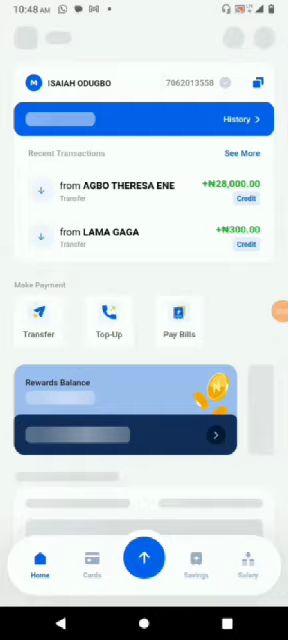 10:48 AM
M ISAIAH ODUGBO 7062013558
History
Recent Transactions See More
from AGBO THERESA ENE +₦28,000.00
Transfer Credit
from LAMA GAGA +₦300.00
Transfer Credit
Make Payment
Transfer Top-Up Pay Bills
Rewards Balance
Home Cards Savings Salary